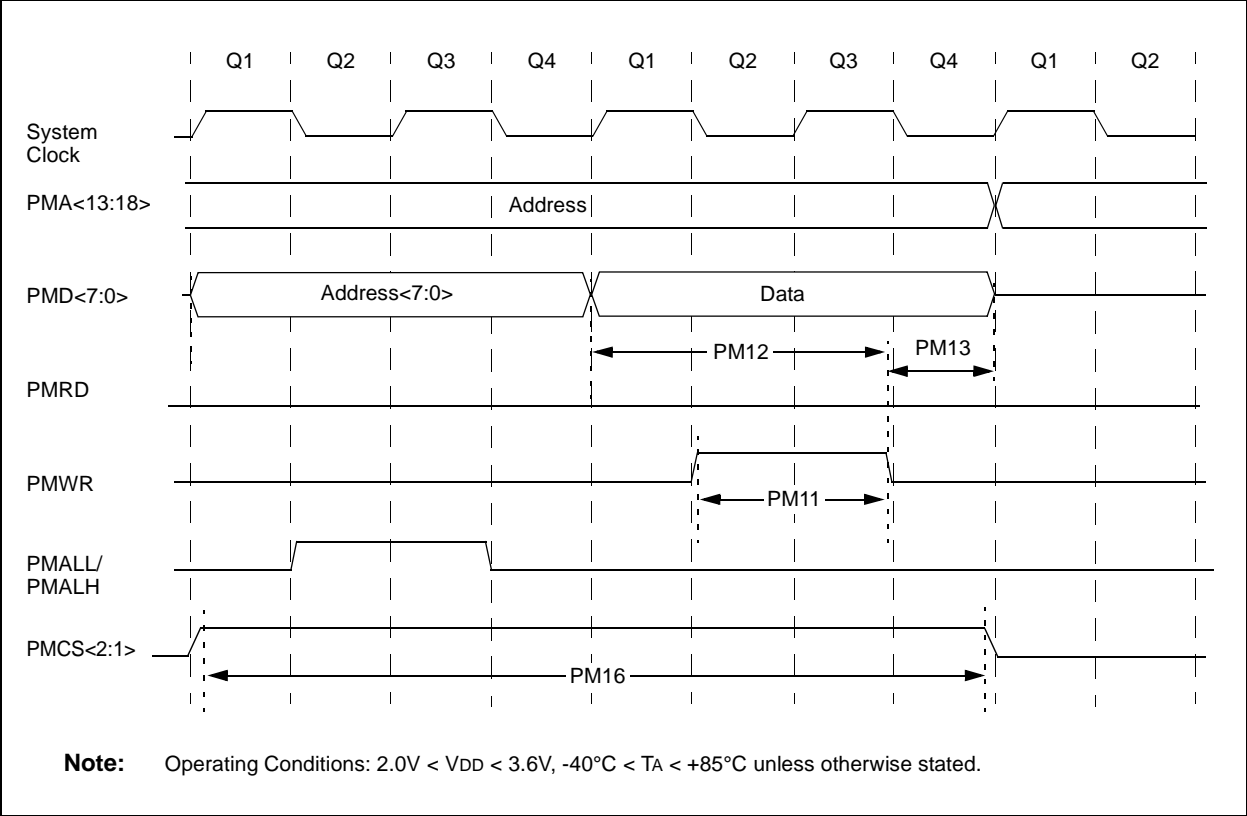 Q1 Q2 Q3 Q4 Q1 Q2 Q3 Q4 Q1 Q2
System
Clock
PMA<13:18>
Address
PMD<7:0>
Address<7:0>
Data
PM12
PM13
PMRD
PMWR
PM11
PMALL/
PMALH
PMCS<2:1>
PM16
Note: Operating Conditions: 2.0V < VDD < 3.6V, -40°C < TA < +85°C unless otherwise stated.